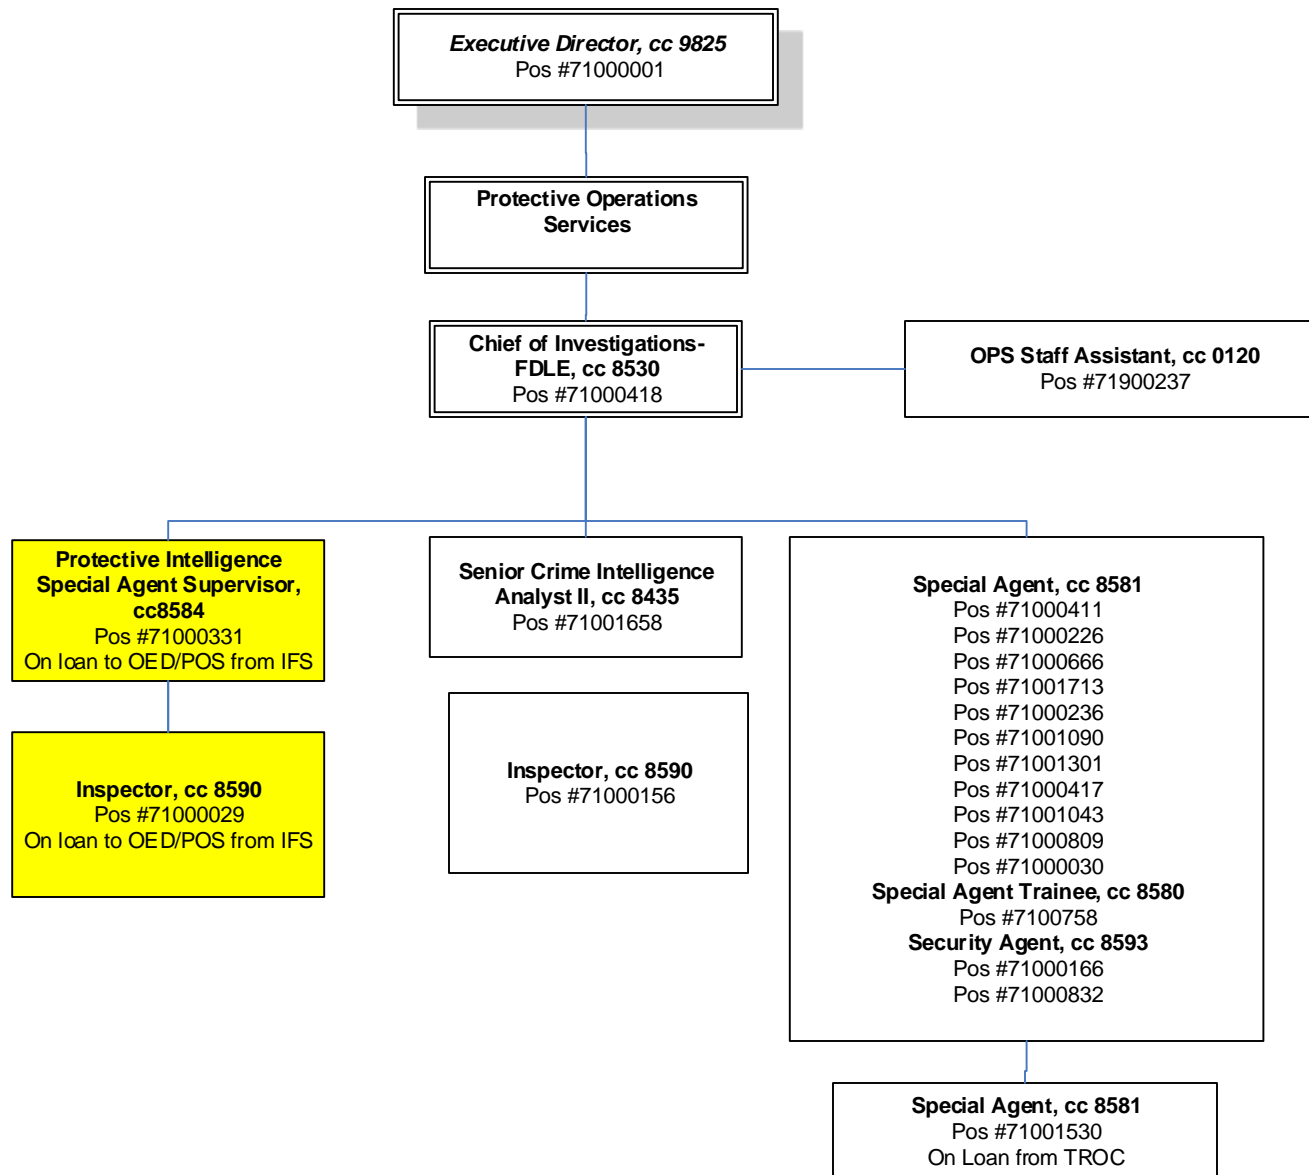 Executive Director, cc 9825
Pos #71000001
Protective Operations
Services
Chief of Investigations-
FDLE, cc 8530
Pos #71000418
OPS Staff Assistant, cc 0120
Pos #71900237
Protective Intelligence
Special Agent Supervisor,
cc8584
Pos #71000331
On loan to OED/POS from IFS
Inspector, cc 8590
Pos #71000029
On loan to OED/POS from IFS
Senior Crime Intelligence
Analyst II, cc 8435
Pos #71001658
Inspector, cc 8590
Pos #71000156
Special Agent, cc 8581
Pos #71000411
Pos #71000226
Pos #71000666
Pos #71001713
Pos #71000236
Pos #71001090
Pos #71001301
Pos #71000417
Pos #71001043
Pos #71000809
Pos #71000030
Special Agent Trainee, cc 8580
Pos #7100758
Security Agent, cc 8593
Pos #71000166
Pos #71000832
Special Agent, cc 8581
Pos #71001530
On Loan from TROC